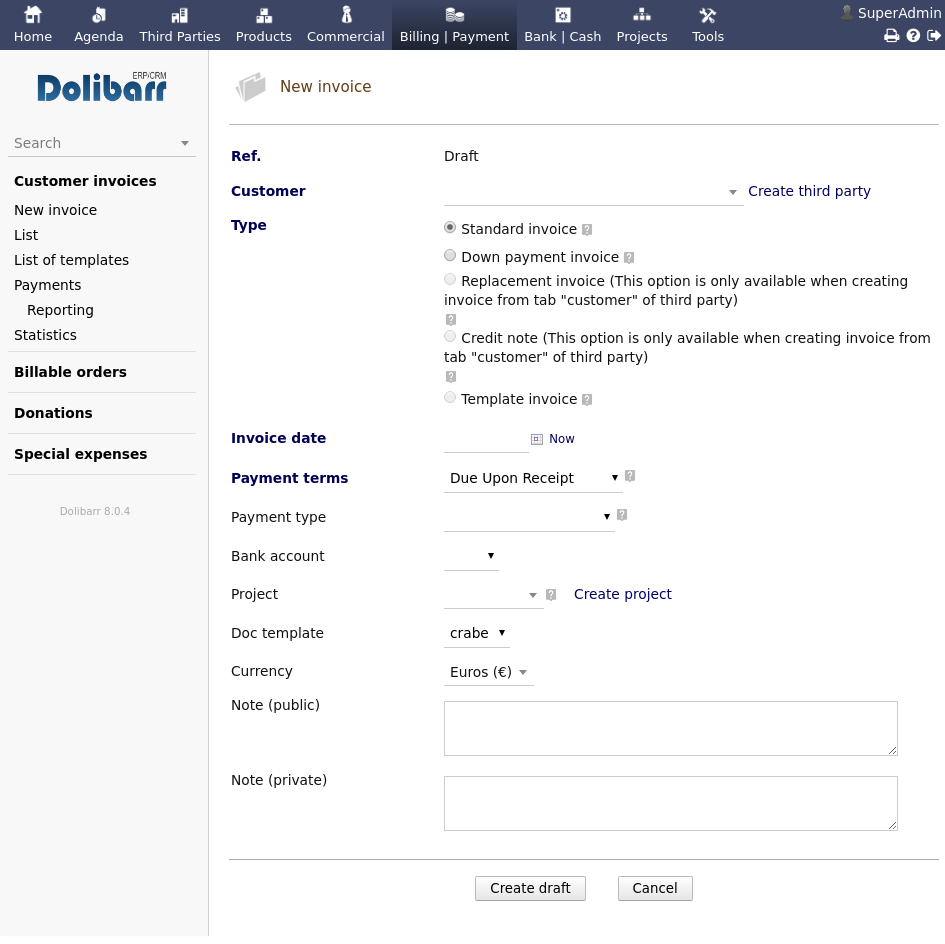 Home Agenda Third Parties Products Commercial Billing | Payment Bank | Cash Projects Tools
SuperAdmin
ERP/CRM
Dolibarr
Search
Customer invoices
New invoice
List
List of templates
Payments
Reporting
Statistics
Billable orders
Donations
Special expenses
Dolibarr 8.0.4
New invoice
Ref. Draft
Customer Create third party
Type Standard invoice ?
Down payment invoice ?
Replacement invoice (This option is only available when creating
invoice from tab "customer" of third party)
?
Credit note (This option is only available when creating invoice from
tab "customer" of third party)
?
Template invoice ?
Invoice date Now
Payment terms Due Upon Receipt ?
Payment type ?
Bank account
Project ? Create project
Doc template crabe
Currency Euros (€)
Note (public)
Note (private)
Create draft Cancel